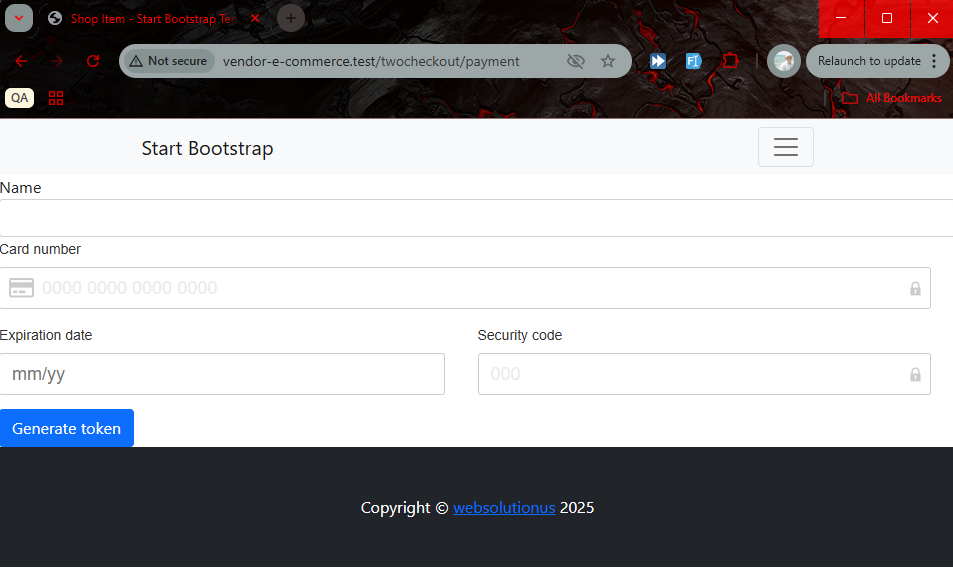 Shop Item - Start Bootstrap Te
Not secure
vendor-e-commerce.test/twocheckout/payment
Relaunch to update
QA
All Bookmarks
Start Bootstrap
Name
Card number
0000 0000 0000 0000
Expiration date
Security code
mm/yy
000
Generate token
Copyright © websolutionus 2025